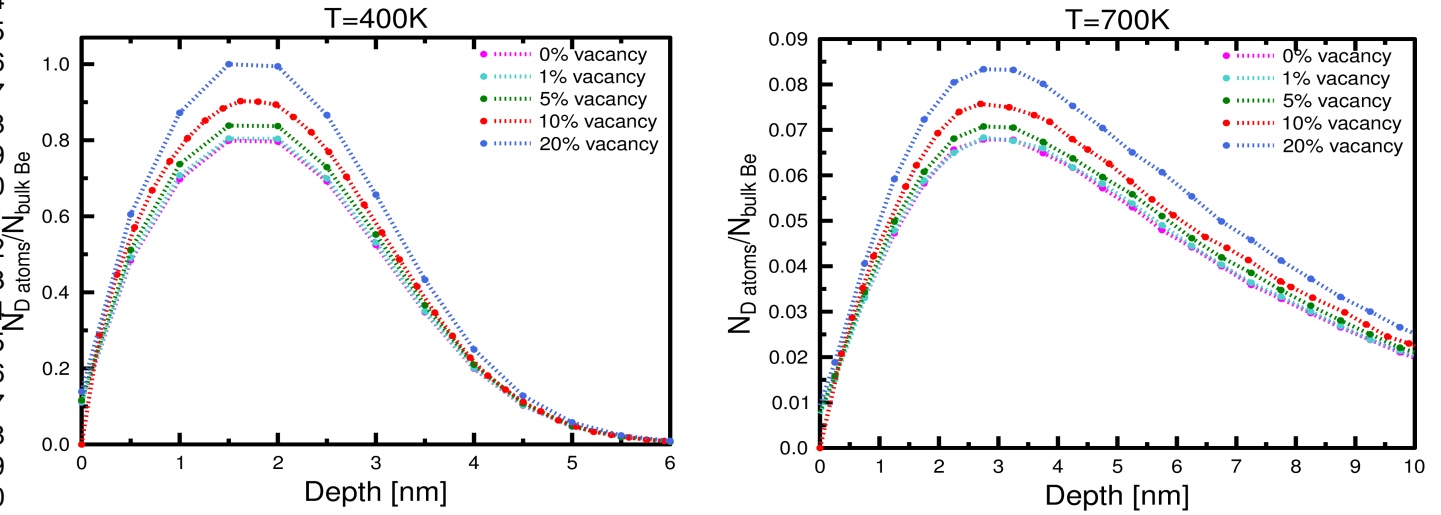 T=400K
1.0
0.8
0.6
0.4
0.2
0.0
0 1 2 3 4 5 6
Depth [nm]
N_D atoms/N_bulk Be
0% vacancy
1% vacancy
5% vacancy
10% vacancy
20% vacancy
T=700K
0.09
0.08
0.07
0.06
0.05
0.04
0.03
0.02
0.01
0.0
0 1 2 3 4 5 6 7 8 9 10
Depth [nm]
N_D atoms/N_bulk Be
0% vacancy
1% vacancy
5% vacancy
10% vacancy
20% vacancy